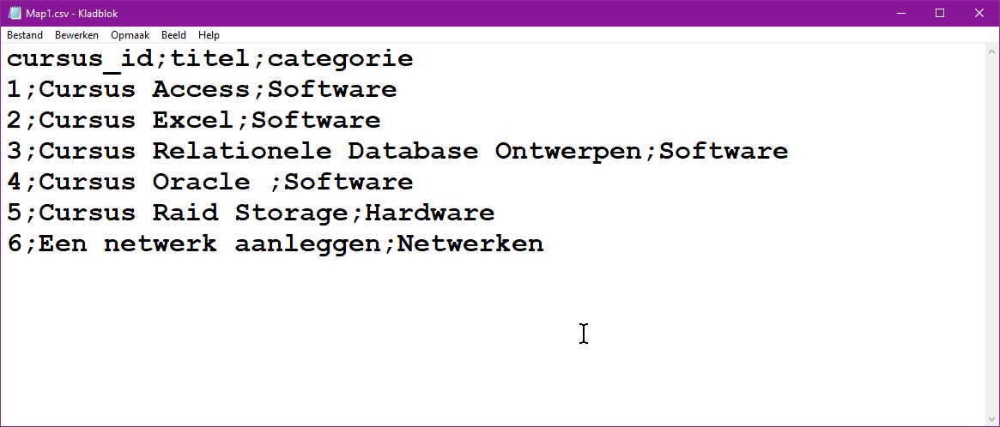 Map1.csv - Kladblok
Bestand Bewerken Opmaak Beeld Help
cursus_id;titel;categorie
1;Cursus Access;Software
2;Cursus Excel;Software
3;Cursus Relationele Database Ontwerpen;Software
4;Cursus Oracle ;Software
5;Cursus Raid Storage;Hardware
6;Een netwerk aanleggen;Netwerken